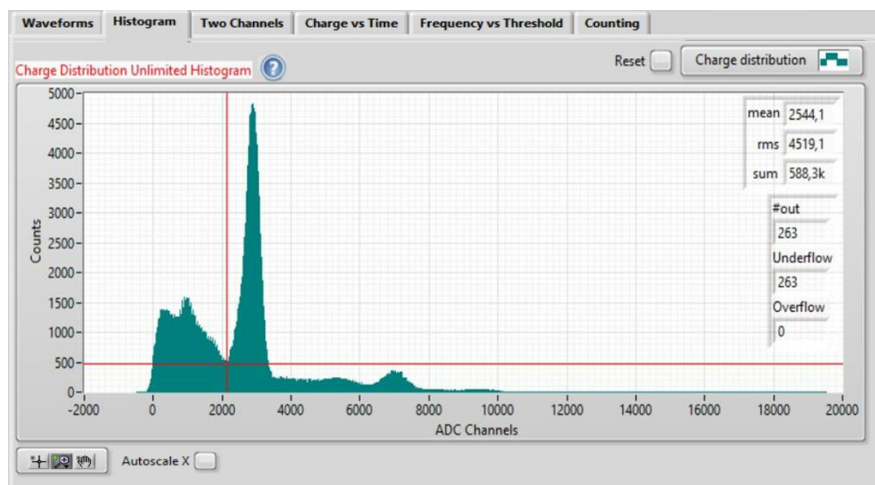 Waveforms Histogram Two Channels Charge vs Time Frequency vs Threshold Counting
Charge Distribution Unlimited Histogram ? Reset Charge distribution
5000
4500
4000
3500
3000
2500
2000
1500
1000
500
0
Counts
-2000 0 2000 4000 6000 8000 10000 12000 14000 16000 18000 20000
ADC Channels
mean 2544,1
rms 4519,1
sum 588,3k
#out
263
Underflow
263
Overflow
0
Autoscale X